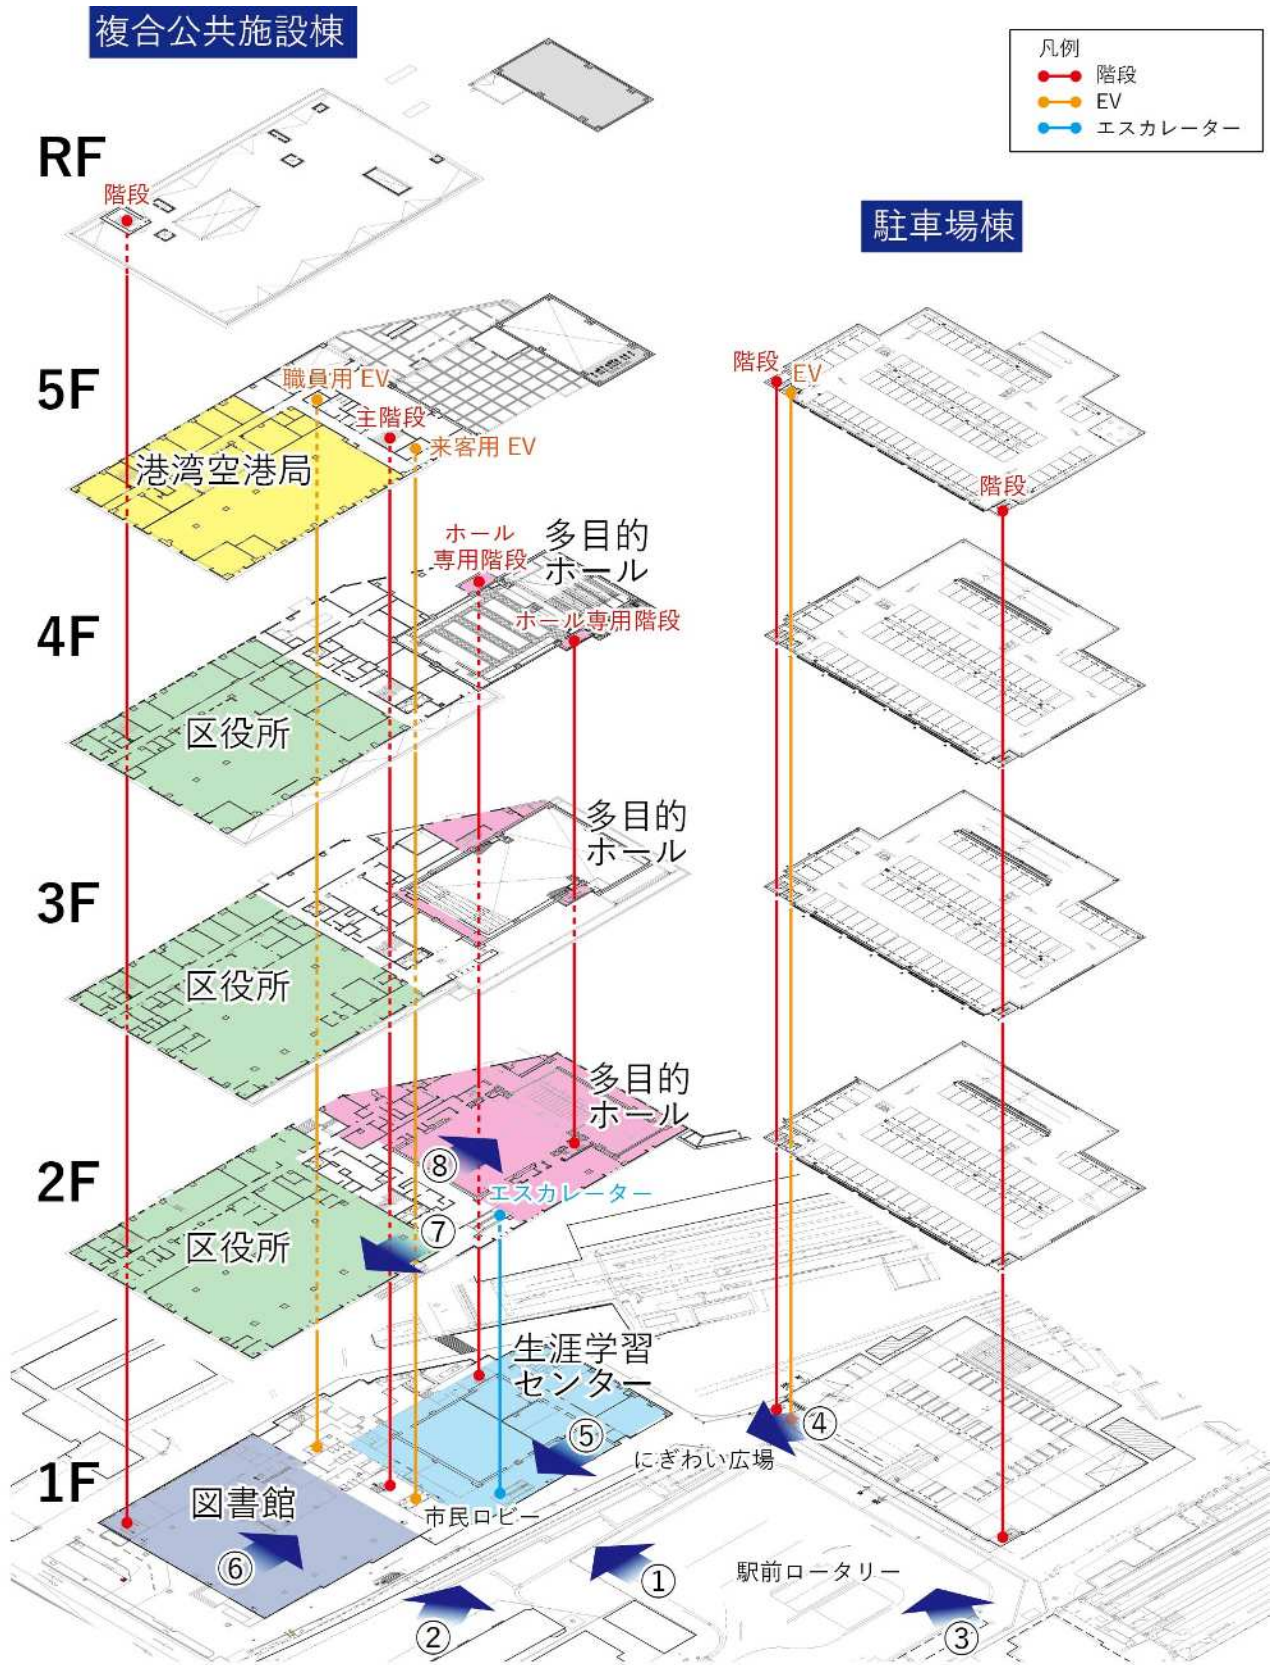 複合公共施設棟
凡例
階段
EV
エスカレーター
RF
階段
駐車場棟
5F
職員用 EV
主階段
来客用 EV
港湾空港局
階段
EV
階段
4F
ホール
専用階段
多目的
ホール
ホール専用階段
区役所
3F
多目的
ホール
区役所
2F
多目的
ホール
⑧
エスカレーター
⑦
区役所
1F
生涯学習
センター
⑤
④
にぎわい広場
図書館
市民ロビー
⑥
①
駅前ロータリー
②
③